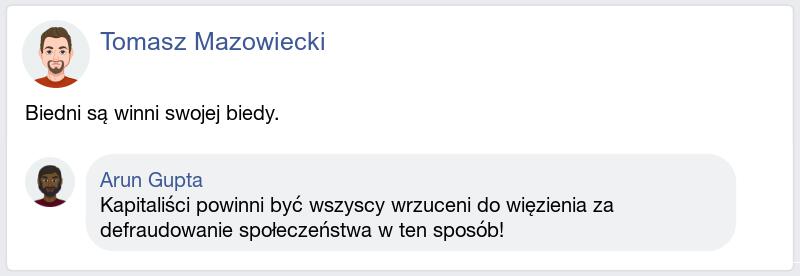 Tomasz Mazowiecki
Biedni są winni swojej biedy.
Arun Gupta
Kapitaliści powinni być wszyscy wrzuceni do więzienia za
defraudowanie społeczeństwa w ten sposób!